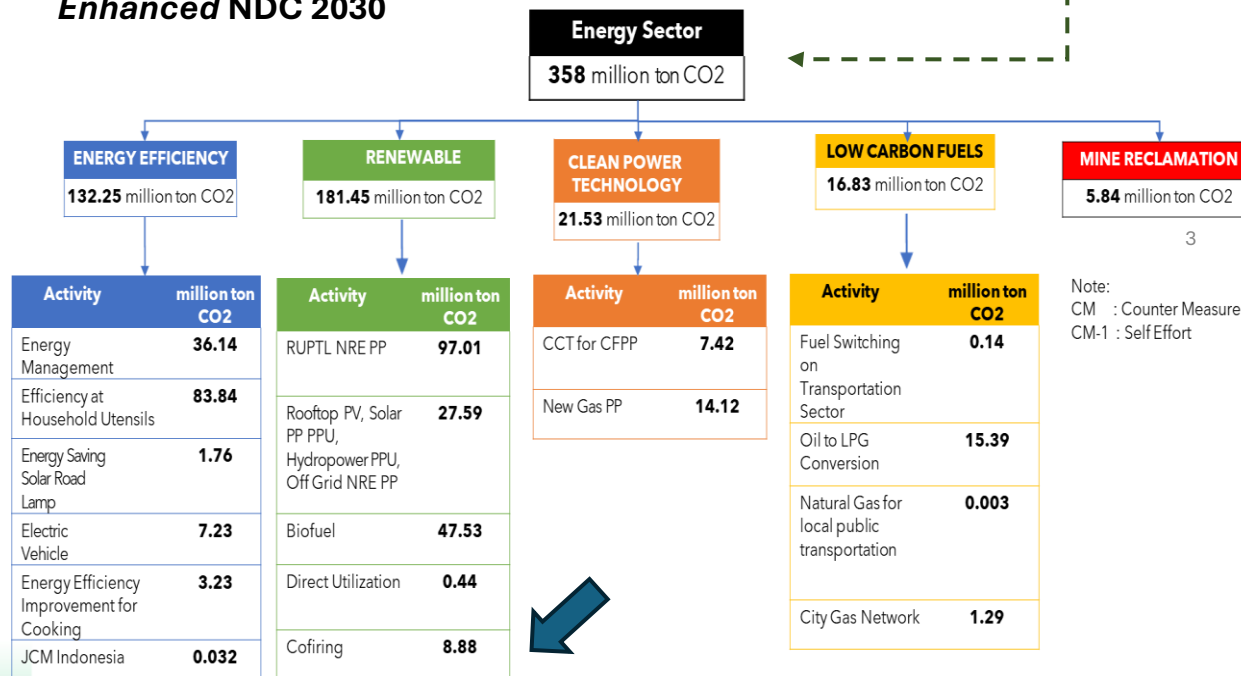 Enhanced NDC 2030
Energy Sector
358 million ton CO2
ENERGY EFFICIENCY
132.25 million ton CO2
RENEWABLE
181.45 million ton CO2
CLEAN POWER
TECHNOLOGY
21.53 million ton CO2
LOW CARBON FUELS
16.83 million ton CO2
MINE RECLAMATION
5.84 million ton CO2
3
Note:
CM : Counter Measure
CM-1 : Self Effort
Activity million ton
CO2
Energy 36.14
Management
Efficiency at 83.84
Household Utensils
Energy Saving 1.76
Solar Road
Lamp
Electric 7.23
Vehicle
Energy Efficiency 3.23
Improvement for
Cooking
JCM Indonesia 0.032
Activity million ton
CO2
RUPTL NRE PP 97.01
Rooftop PV, Solar 27.59
PP PPU,
Hydropower PPU,
Off Grid NRE PP
Biofuel 47.53
Direct Utilization 0.44
Cofiring 8.88
Activity million ton
CO2
CCT for CFPP 7.42
New Gas PP 14.12
Activity million ton
CO2
Fuel Switching 0.14
on
Transportation
Sector
Oil to LPG 15.39
Conversion
Natural Gas for 0.003
local public
transportation
City Gas Network 1.29